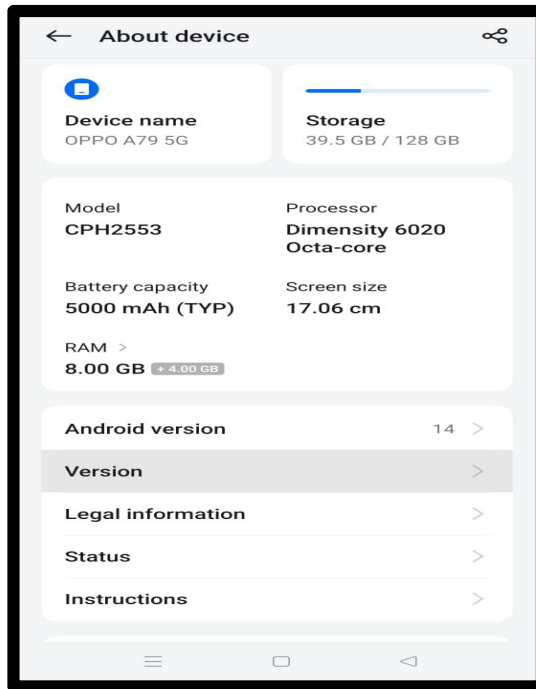 About device
Device name
OPPO A79 5G
Storage
39.5 GB / 128 GB
Model
CPH2553
Processor
Dimensity 6020
Octa-core
Battery capacity
5000 mAh (TYP)
Screen size
17.06 cm
RAM >
8.00 GB + 4.00 GB
Android version 14 >
Version >
Legal information >
Status >
Instructions >